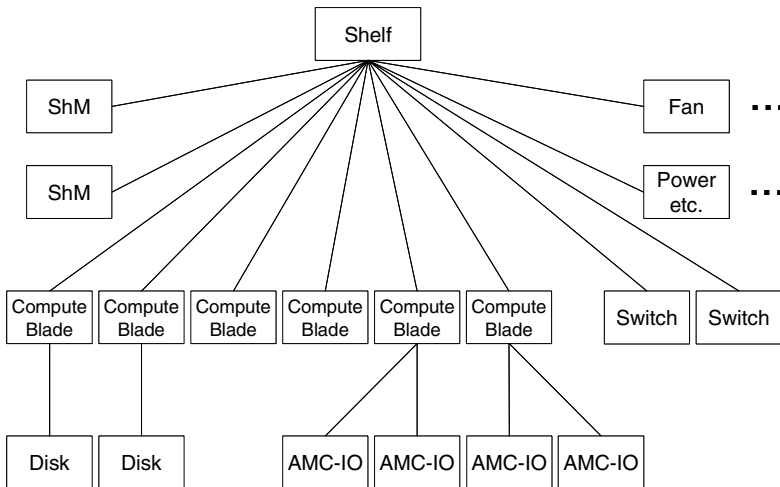 Shelf
ShM
Fan
...
ShM
Power
etc.
...
Compute
Blade
Compute
Blade
Compute
Blade
Compute
Blade
Compute
Blade
Compute
Blade
Switch
Switch
Disk
Disk
AMC-IO
AMC-IO
AMC-IO
AMC-IO